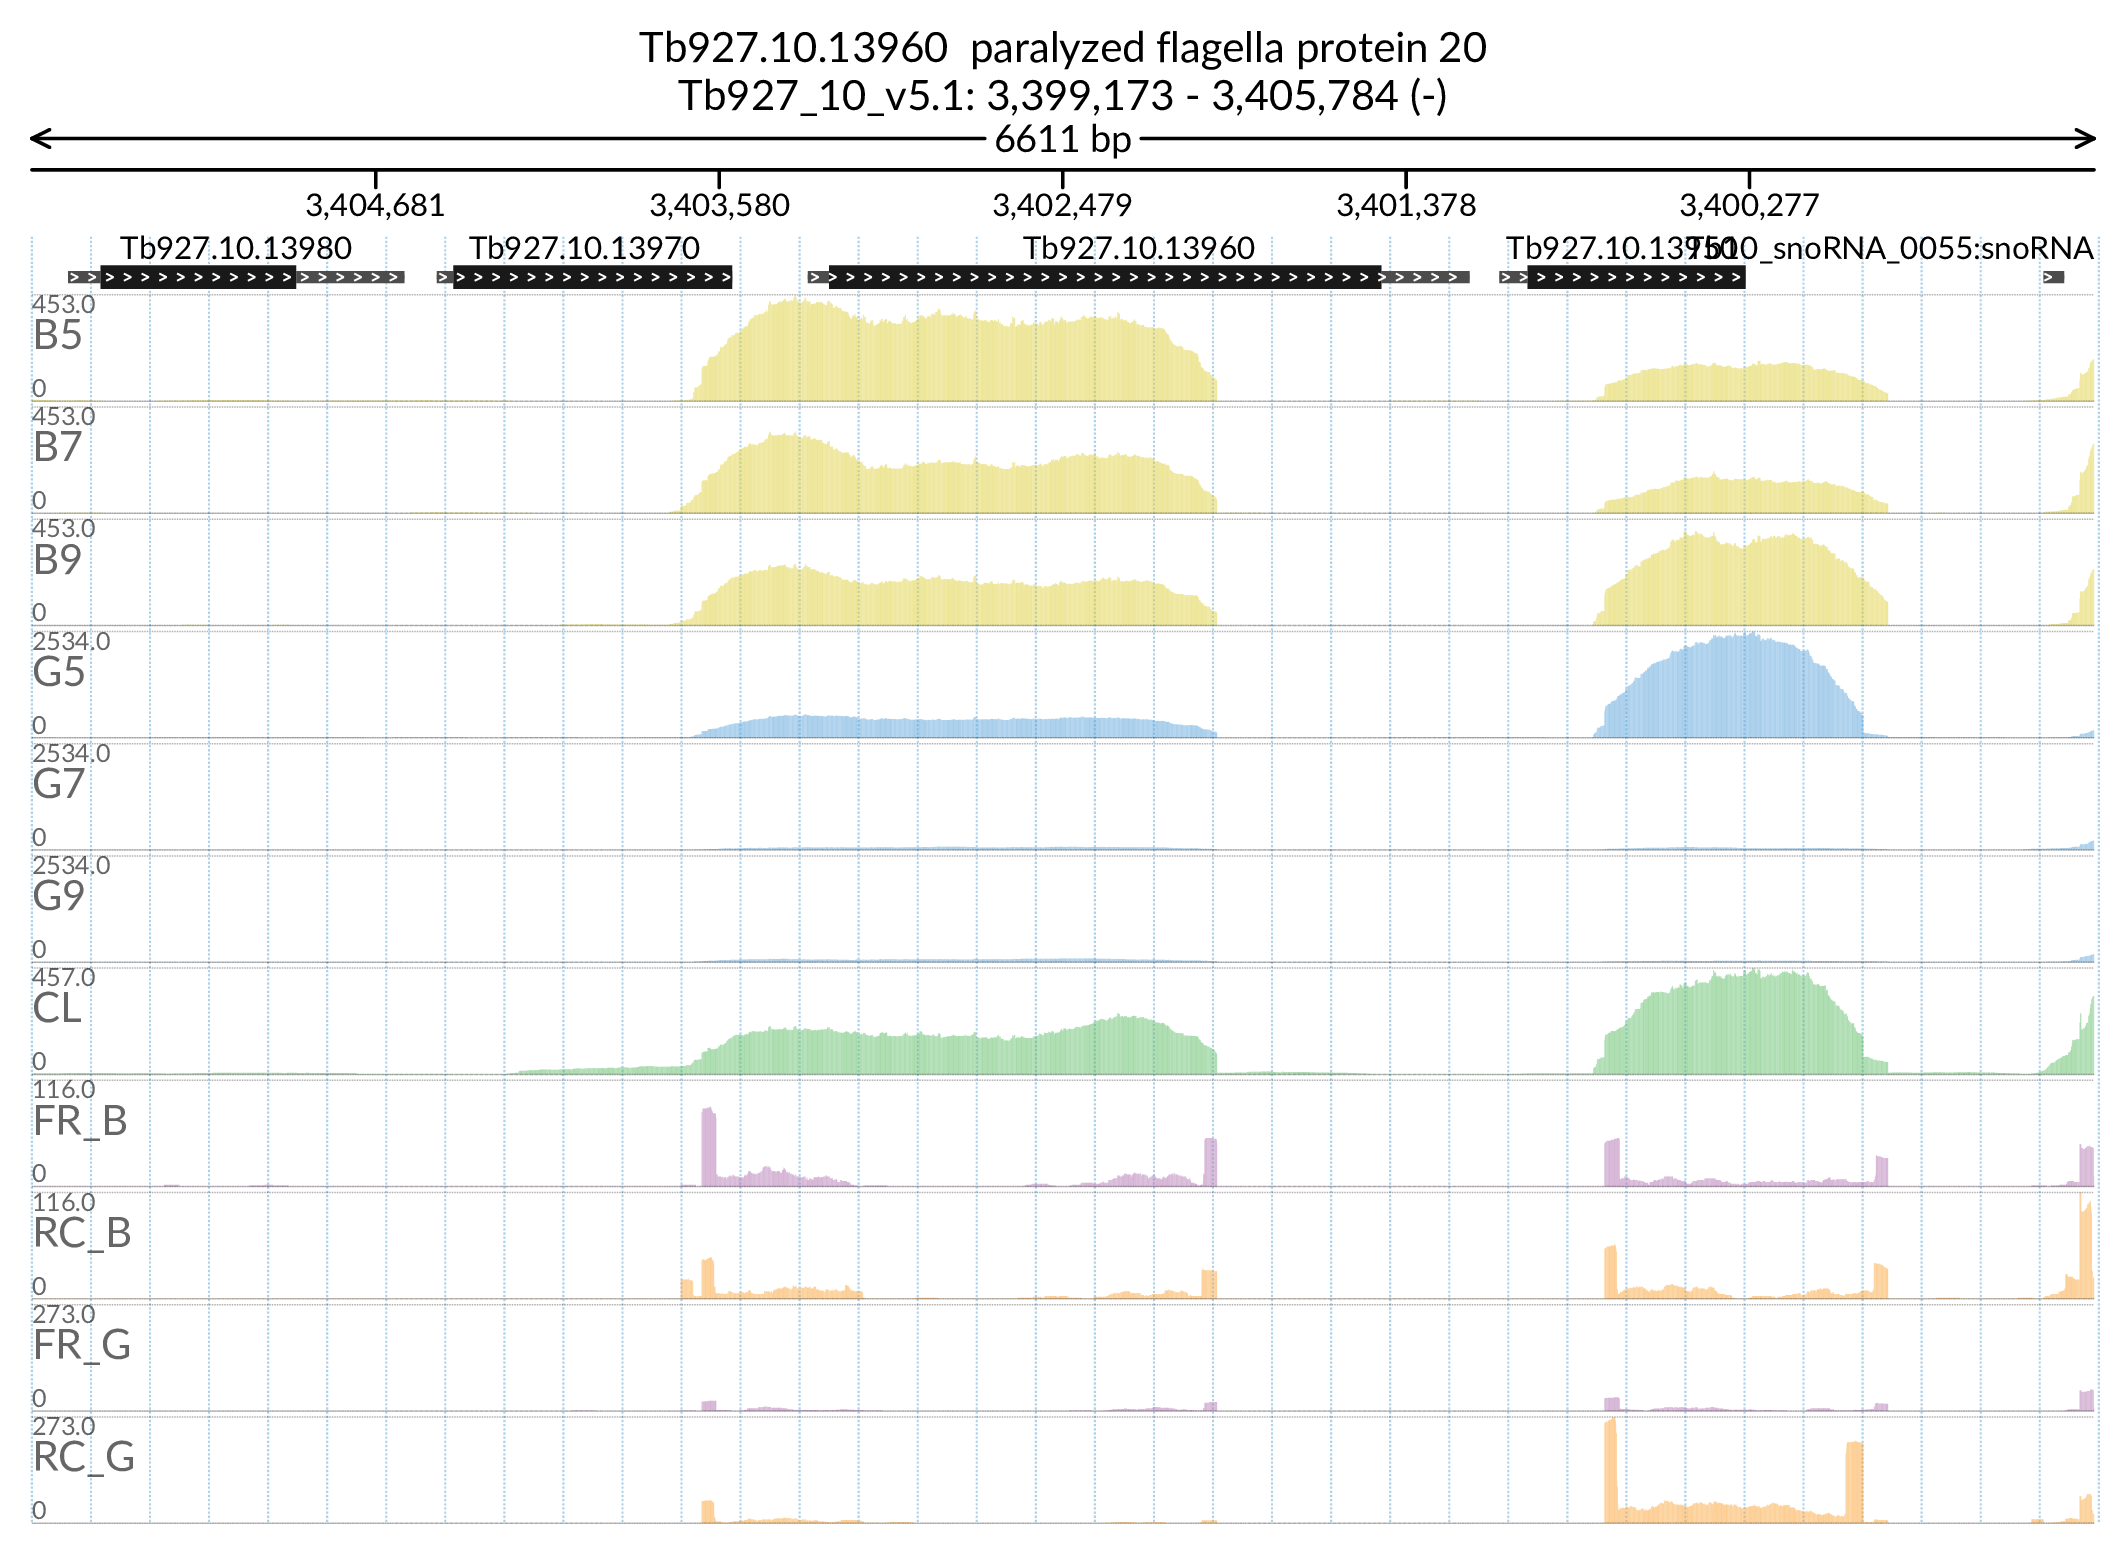 Tb927.10.13960 paralyzed flagella protein 20
Tb927_10_v5.1: 3,399,173 - 3,405,784 (-)
6611 bp
3,404,681 3,403,580 3,402,479 3,401,378 3,400,277
Tb927.10.13980 Tb927.10.13970 Tb927.10.13960 Tb927.10.13950 Tb10_snoRNA_0055:snoRNA
453.0
B5
0
453.0
B7
0
453.0
B9
0
2534.0
G5
0
2534.0
G7
0
2534.0
G9
0
457.0
CL
0
116.0
FR_B
0
116.0
RC_B
0
273.0
FR_G
0
273.0
RC_G
0